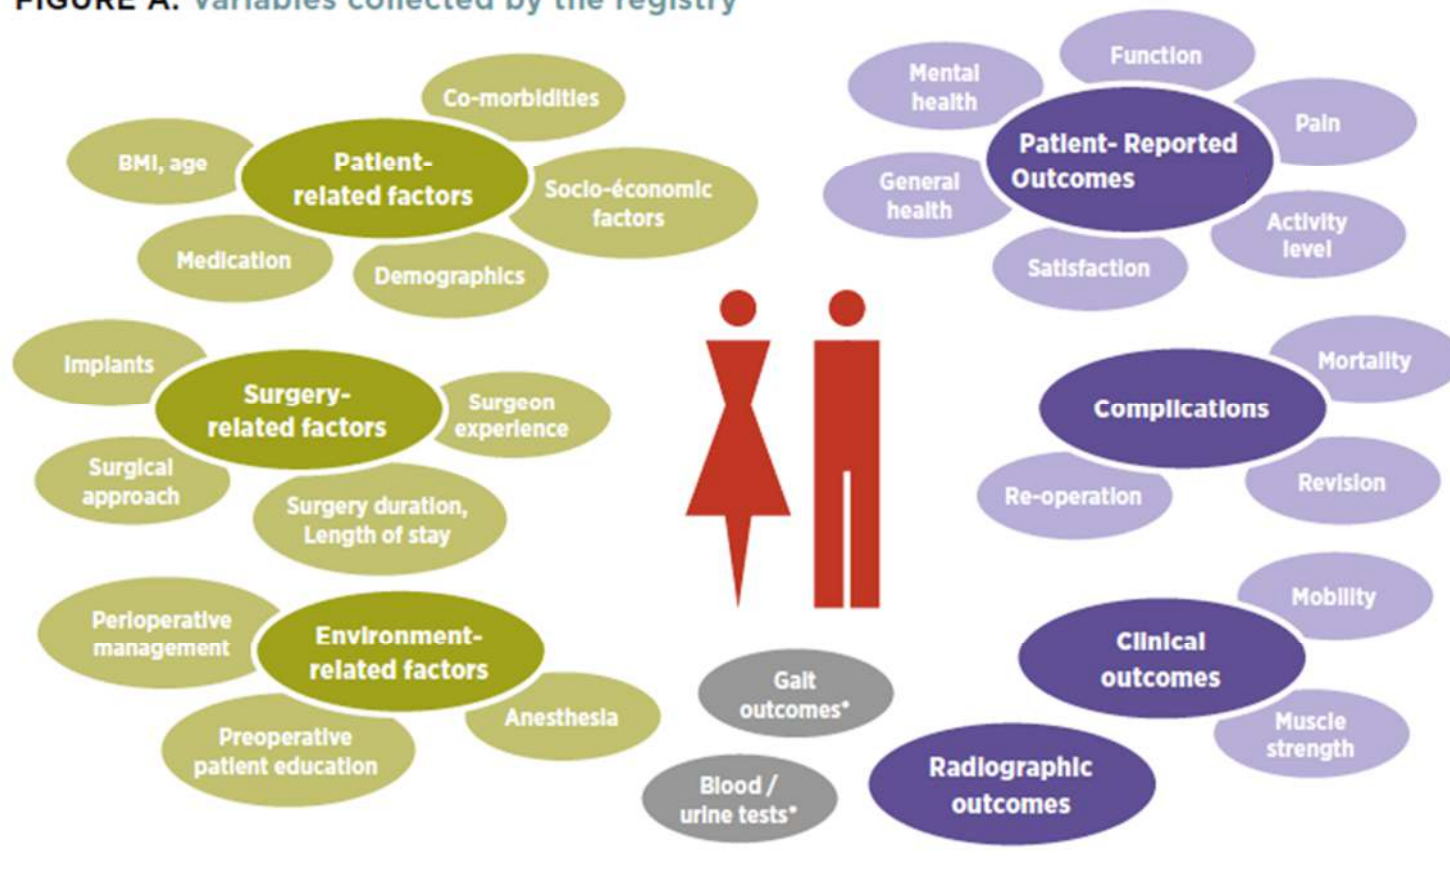 FIGURE A: Variables collected by the registry
Co-morbidities
BMI, age
Patient-
related factors
Socio-économic
factors
Medication
Demographics
Implants
Surgery-
related factors
Surgeon
experience
Surgical
approach
Surgery duration,
Length of stay
Perioperative
management
Environment-
related factors
Anesthesia
Preoperative
patient education
Gait
outcomes*
Blood /
urine tests*
Function
Mental
health
Pain
Patient- Reported
Outcomes
General
health
Activity
level
Satisfaction
Mortality
Complications
Re-operation
Revision
Mobility
Clinical
outcomes
Muscle
strength
Radiographic
outcomes